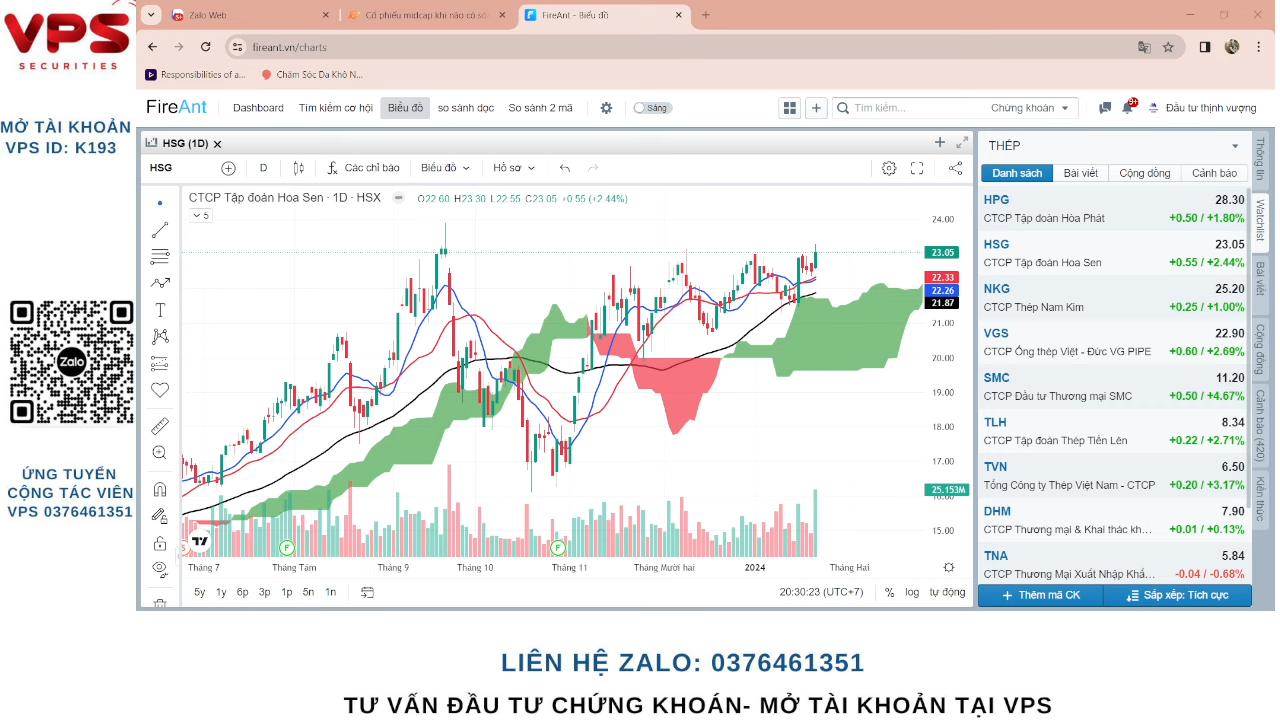 VPS
SECURITIES
MỞ TÀI KHOẢN
VPS ID: K193
Zalo
ỨNG TUYỂN
CỘNG TÁC VIÊN
VPS 0376461351
Zalo Web
Cổ phiếu midcap khi nào có só
FireAnt - Biểu đồ
fireant.vn/charts
Responsibilities of a...
Chăm Sóc Da Khô N...
FireAnt
Dashboard
Tìm kiếm cơ hội
Biểu đồ
so sánh dọc
So sánh 2 mã
Sáng
Tìm kiếm...
Chứng khoán
9+
Đầu tư thịnh vượng
HSG (1D)
HSG
D
Các chỉ báo
Biểu đồ
Hồ sơ
CTCP Tập đoàn Hoa Sen · 1D · HSX
O22.60 H23.30 L22.55 C23.05 +0.55 (+2.44%)
5
24.00
23.05
22.33
22.26
21.87
21.00
20.00
19.00
18.00
17.00
25.153M
16.00
15.00
S
F
F
Tháng 7
Tháng Tám
Tháng 9
Tháng 10
Tháng 11
Tháng Mười hai
2024
Tháng Hai
5y 1y 6p 3p 1p 5n 1n
20:30:23 (UTC+7)
% log tự động
THÉP
Danh sách
Bài viết
Cộng đồng
Cảnh báo
HPG 28.30
CTCP Tập đoàn Hòa Phát +0.50 / +1.80%
HSG 23.05
CTCP Tập đoàn Hoa Sen +0.55 / +2.44%
NKG 25.20
CTCP Thép Nam Kim +0.25 / +1.00%
VGS 22.90
CTCP Ống thép Việt - Đức VG PIPE +0.60 / +2.69%
SMC 11.20
CTCP Đầu tư Thương mại SMC +0.50 / +4.67%
TLH 8.34
CTCP Tập đoàn Thép Tiến Lên +0.22 / +2.71%
TVN 6.50
Tổng Công ty Thép Việt Nam - CTCP +0.20 / +3.17%
DHM 7.90
CTCP Thương mại & Khai thác kh... +0.01 / +0.13%
TNA 5.84
CTCP Thương Mại Xuất Nhập Khẩ... -0.04 / -0.68%
Thêm mã CK
Sắp xếp: Tích cực
Thông tin
Watchlist
Bài viết
Cộng đồng
Cảnh báo (420)
Kiến thức
LIÊN HỆ ZALO: 0376461351
TƯ VẤN ĐẦU TƯ CHỨNG KHOÁN- MỞ TÀI KHOẢN TẠI VPS